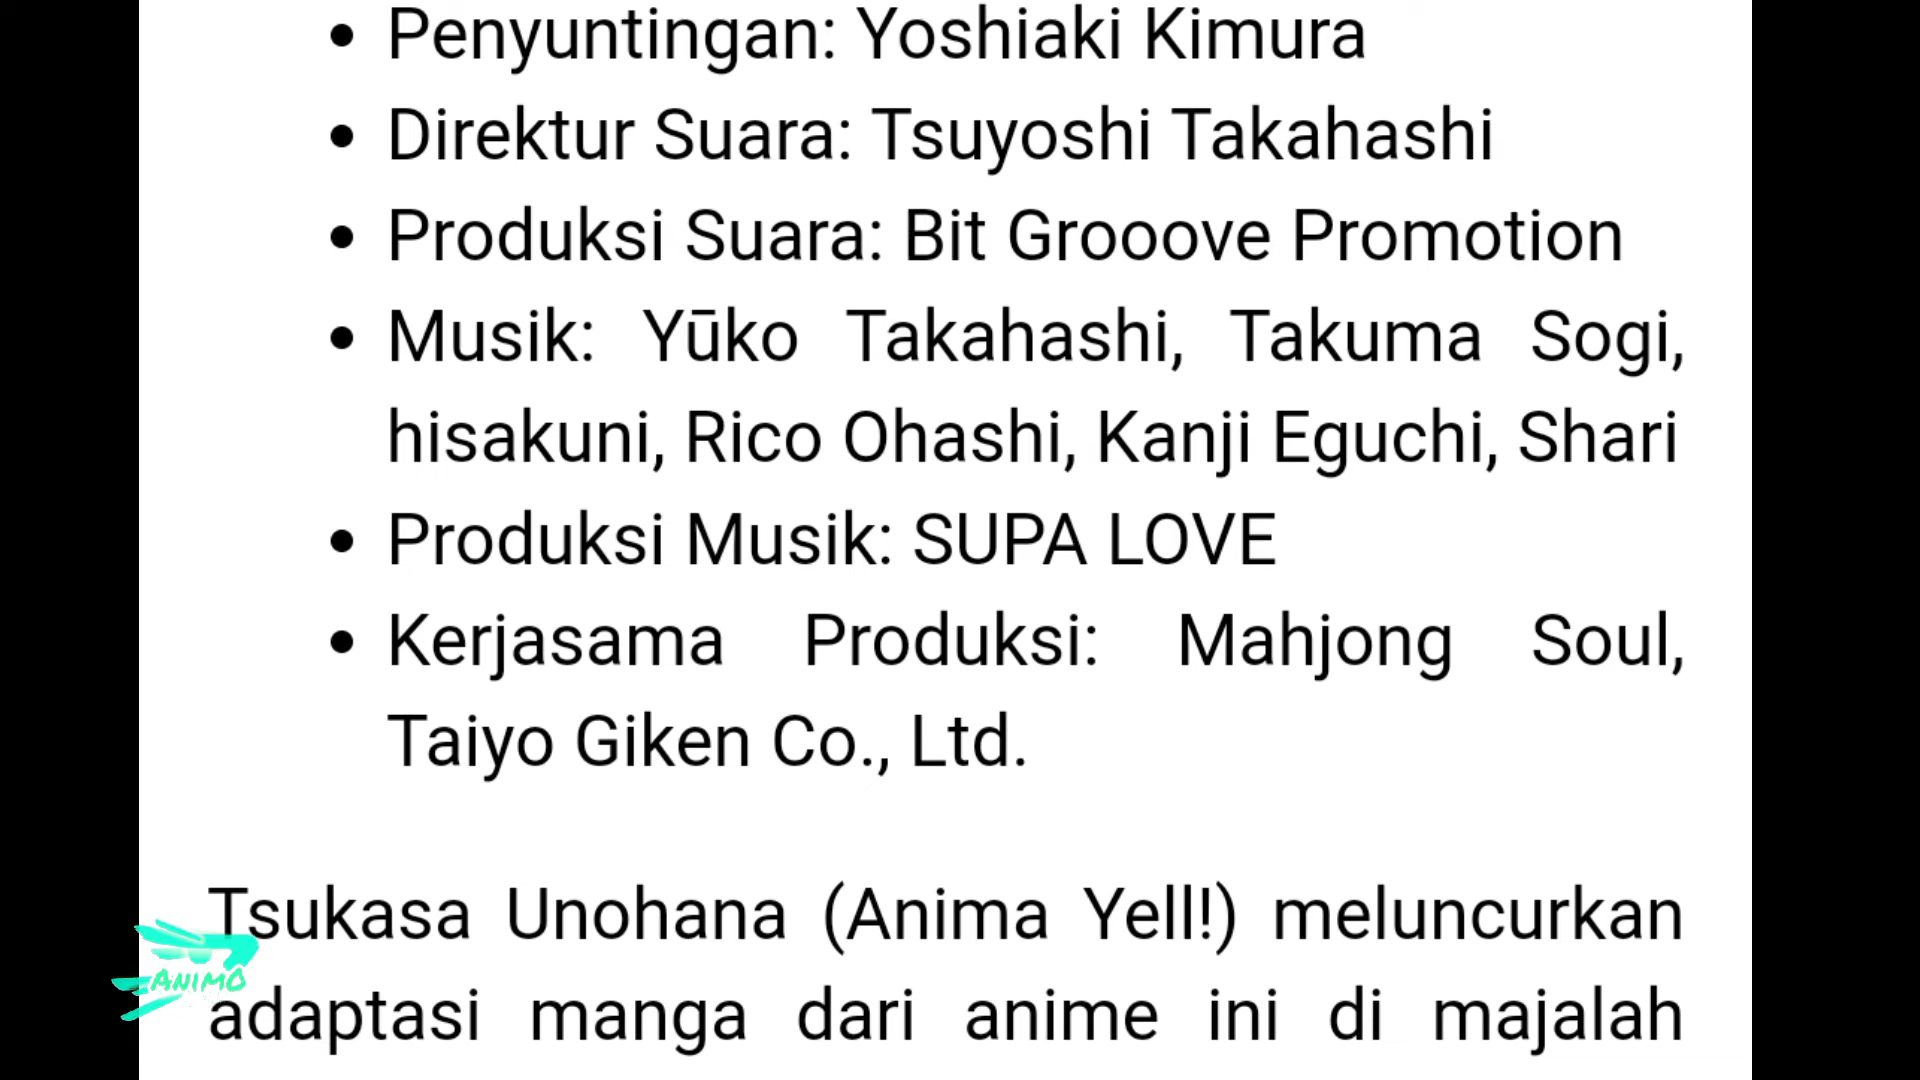 Penyuntingan: Yoshiaki Kimura
Direktur Suara: Tsuyoshi Takahashi
Produksi Suara: Bit Grooove Promotion
Musik: Yūko Takahashi, Takuma Sogi,
hisakuni, Rico Ohashi, Kanji Eguchi, Shari
Produksi Musik: SUPA LOVE
Kerjasama Produksi: Mahjong Soul,
Taiyo Giken Co., Ltd.
Tsukasa Unohana (Anima Yell!) meluncurkan
adaptasi manga dari anime ini di majalah
ANIMO